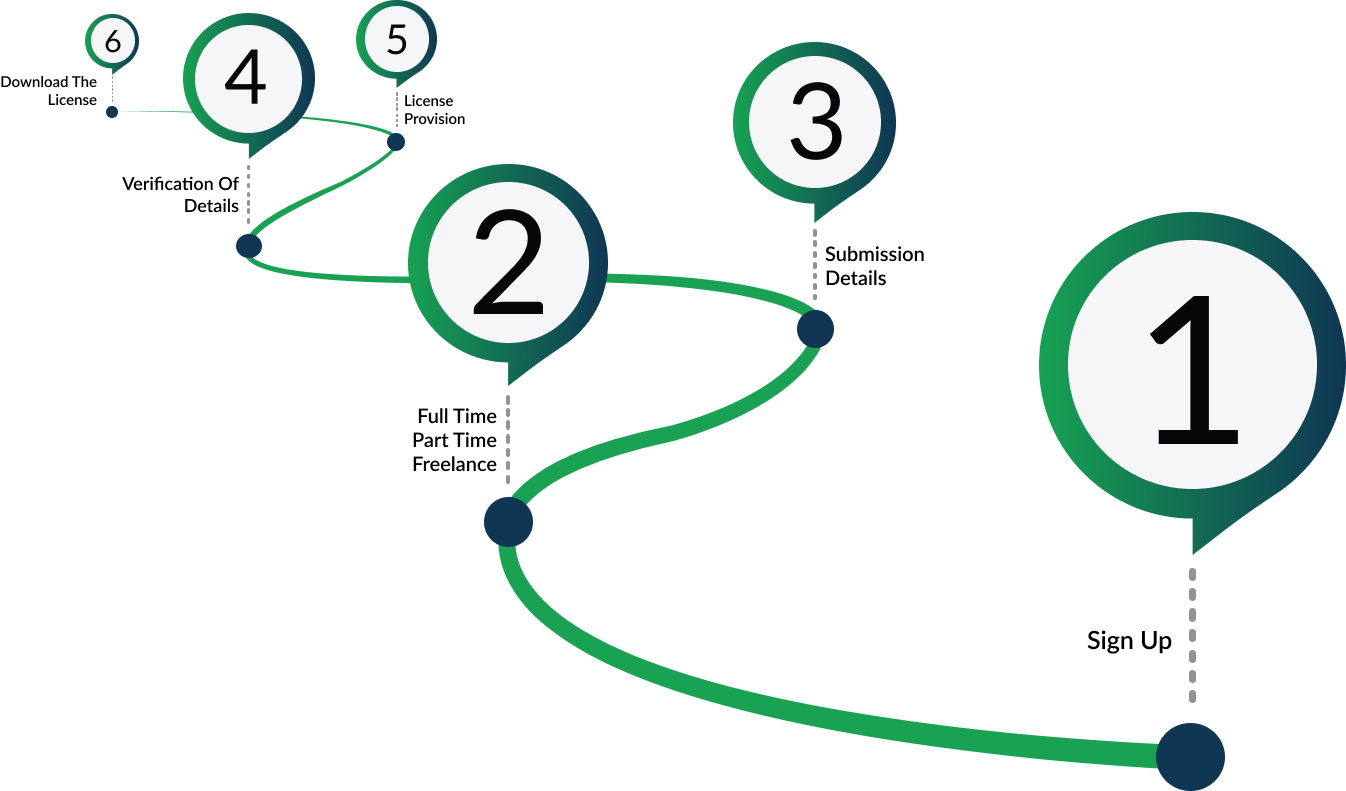 1
Sign Up
2
Full Time
Part Time
Freelance
3
Submission
Details
4
Verification Of
Details
5
License
Provision
6
Download The
License